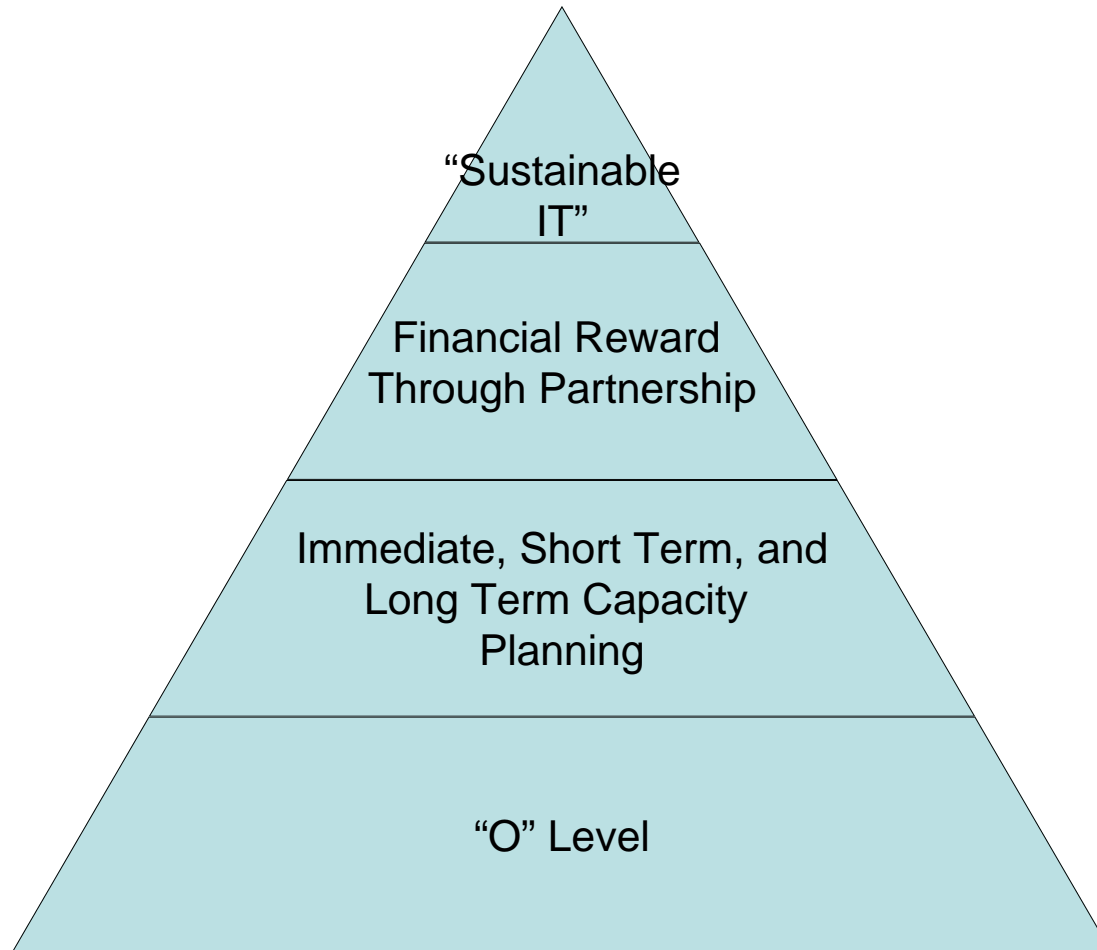 “Sustainable
IT”
Financial Reward
Through Partnership
Immediate, Short Term, and
Long Term Capacity
Planning
“O” Level